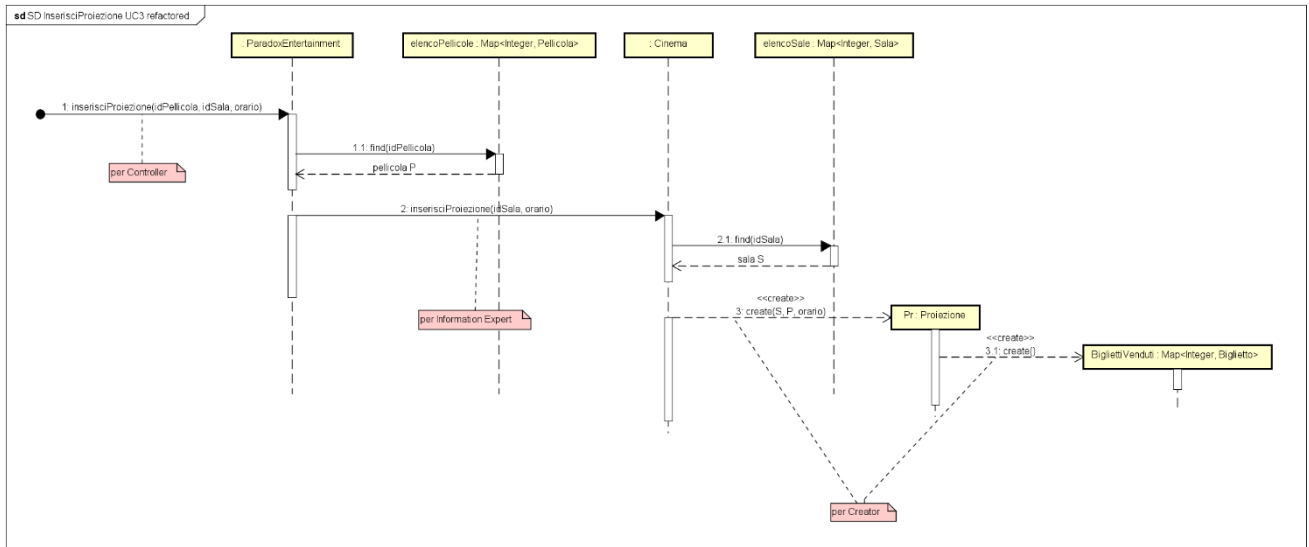 sd SD InserisciProiezione UC3 refactored
: ParadoxEntertainment
elencoPellicole : Map<Integer, Pellicola>
: Cinema
elencoSale : Map<Integer, Sala>
1: inserisciProiezione(idPellicola, idSala, orario)
1.1: find(idPellicola)
per Controller
pellicola P
2: inserisciProiezione(idSala, orario)
2.1: find(idSala)
sala S
<<create>>
3: create(S, P, orario)
per Information Expert
Pr : Proiezione
<<create>>
3.1: create()
BigliettiVenduti : Map<Integer, Biglietto>
per Creator